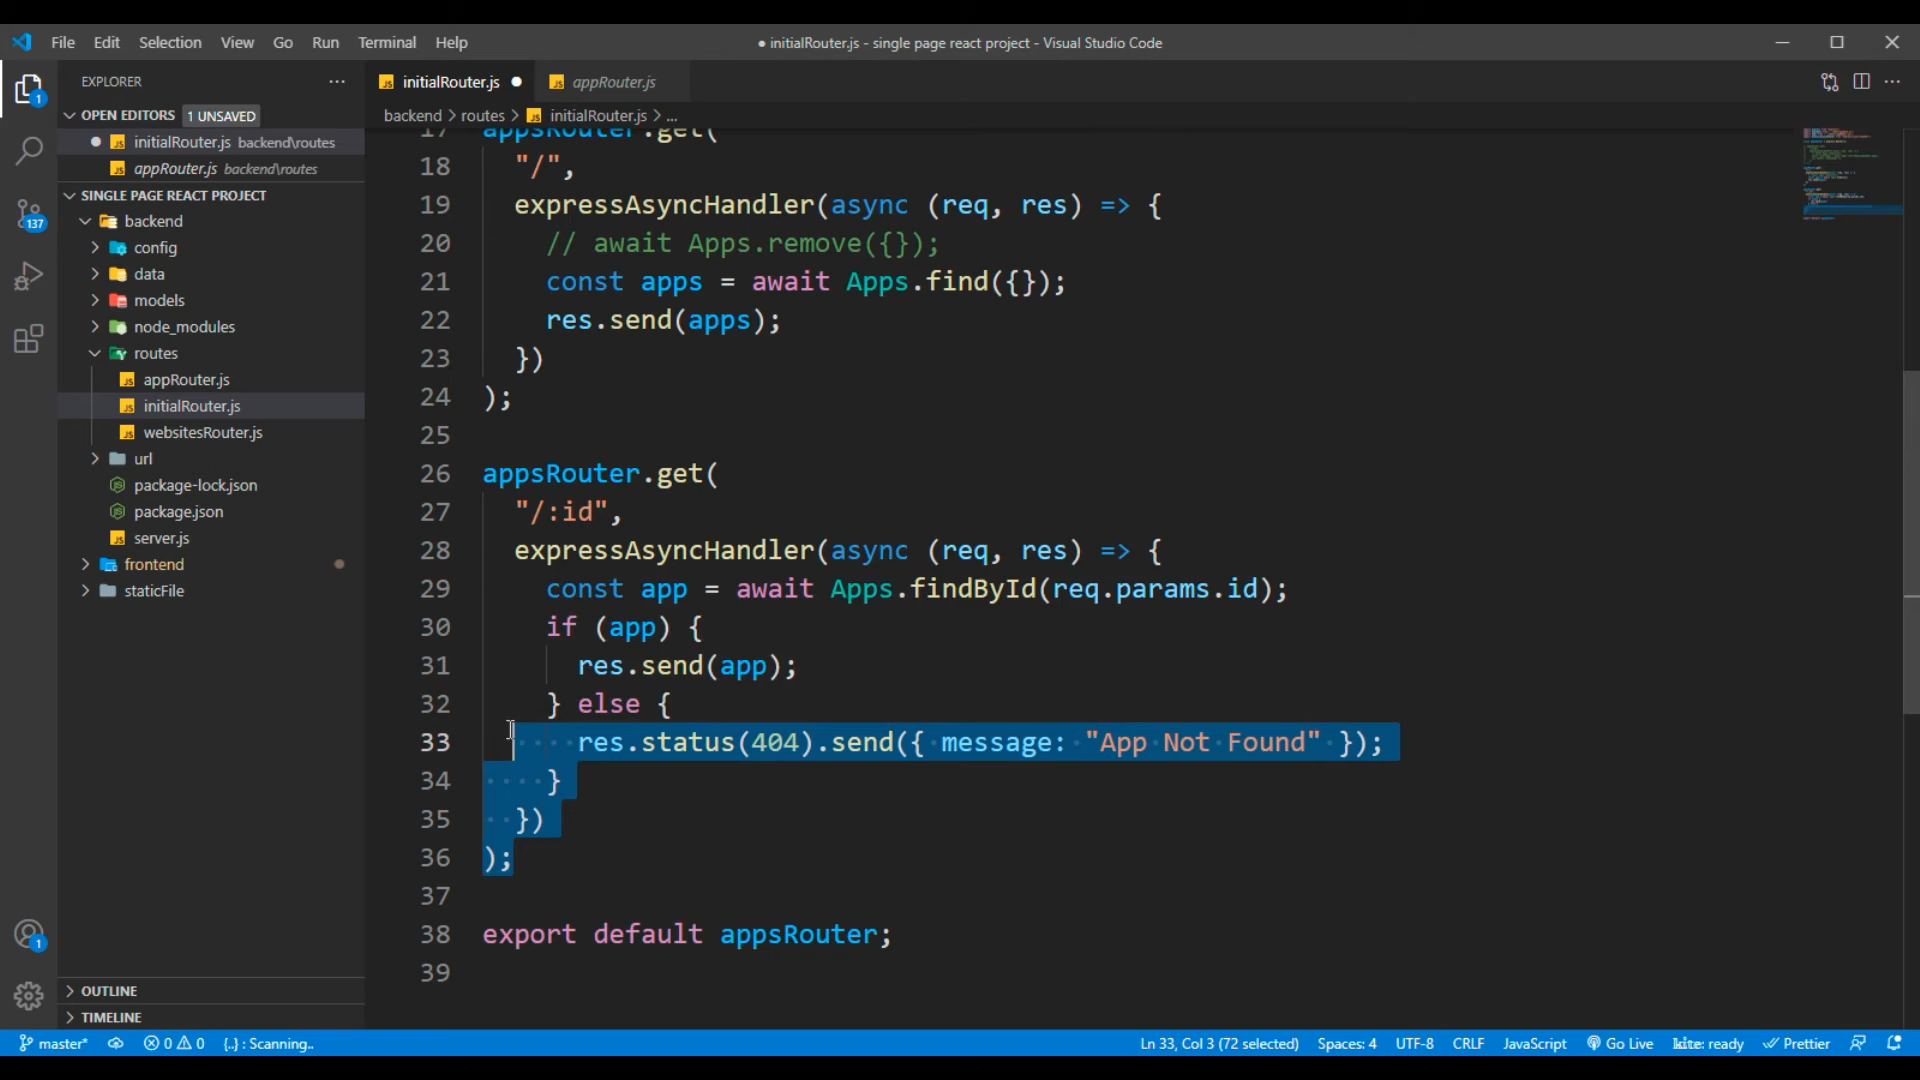 File Edit Selection View Go Run Terminal Help
● initialRouter.js - single page react project - Visual Studio Code
EXPLORER
OPEN EDITORS 1 UNSAVED
initialRouter.js backend\routes
appRouter.js backend\routes
SINGLE PAGE REACT PROJECT
backend
config
data
models
node_modules
routes
appRouter.js
initialRouter.js
websitesRouter.js
url
package-lock.json
package.json
server.js
frontend
staticFile
OUTLINE
TIMELINE
1
137
1
initialRouter.js ● appRouter.js
backend > routes > initialRouter.js > ...
17 appsRouter.get(
18 "/",
19 expressAsyncHandler(async (req, res) => {
20 // await Apps.remove({});
21 const apps = await Apps.find({});
22 res.send(apps);
23 })
24 );
25
26 appsRouter.get(
27 "/:id",
28 expressAsyncHandler(async (req, res) => {
29 const app = await Apps.findById(req.params.id);
30 if (app) {
31 res.send(app);
32 } else {
33 res.status(404).send({ message: "App Not Found" });
34 }
35 })
36 );
37
38 export default appsRouter;
39
master* 0 0 {..} : Scanning.. Ln 33, Col 3 (72 selected) Spaces: 4 UTF-8 CRLF JavaScript Go Live kite: ready Prettier